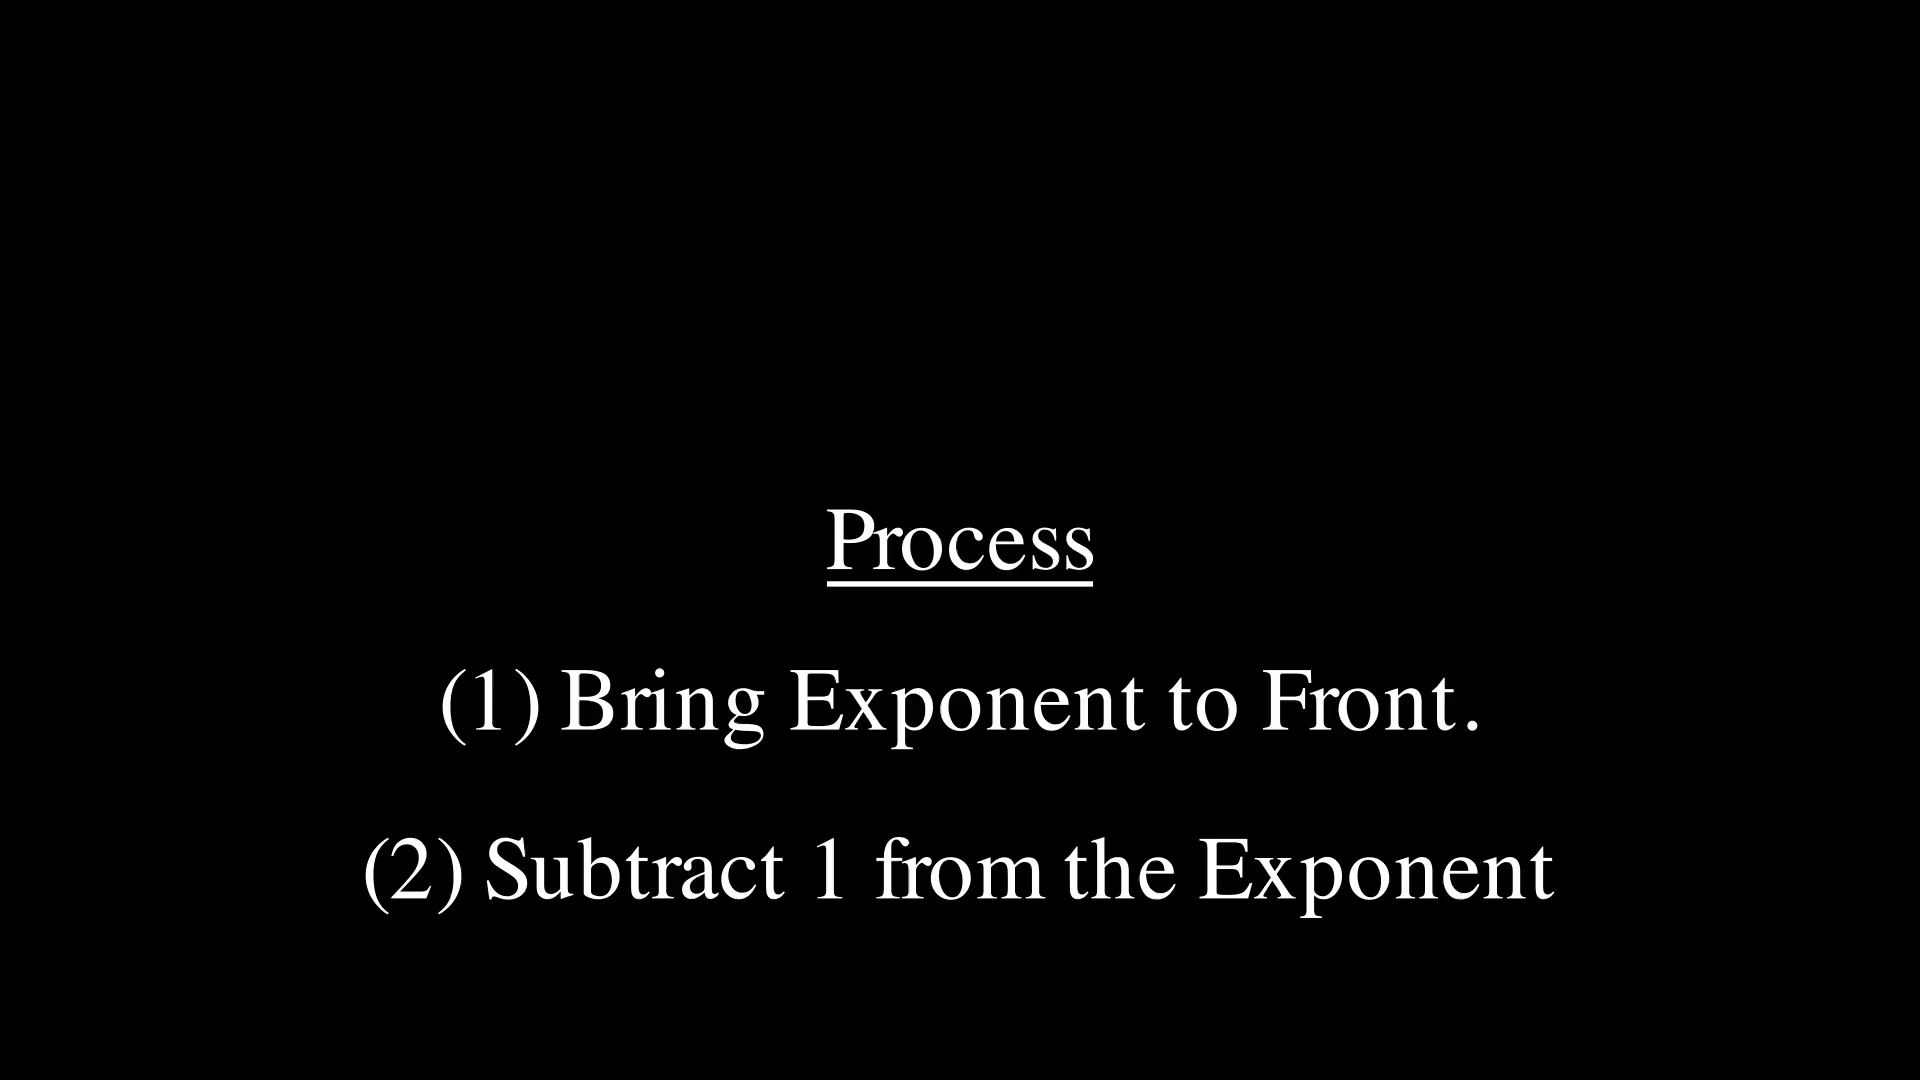 Process
(1) Bring Exponent to Front.
(2) Subtract 1 from the Exponent